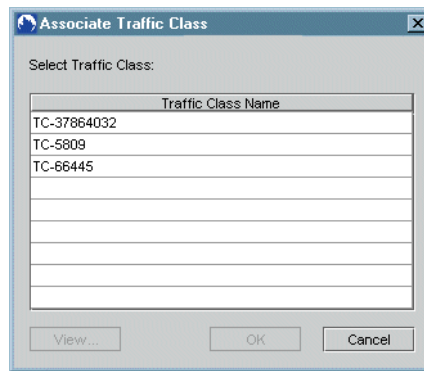 Associate Traffic Class
Select Traffic Class:
Traffic Class Name
TC-37864032
TC-5809
TC-66445
View... OK Cancel